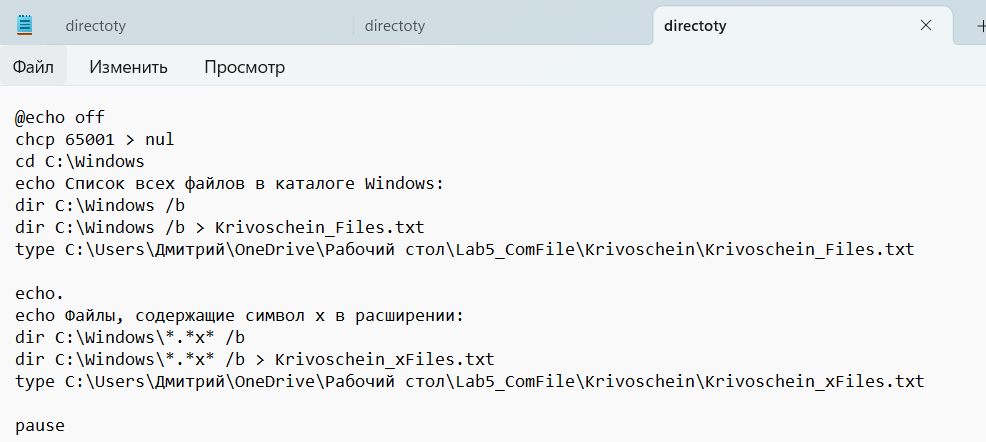 directoty
directoty
directoty
Файл
Изменить
Просмотр
@echo off
chcp 65001 > nul
cd C:\Windows
echo Список всех файлов в каталоге Windows:
dir C:\Windows /b
dir C:\Windows /b > Krivoschein_Files.txt
type C:\Users\Дмитрий\OneDrive\Рабочий стол\Lab5_ComFile\Krivoschein\Krivoschein_Files.txt
echo.
echo Файлы, содержащие символ x в расширении:
dir C:\Windows\*.*x* /b
dir C:\Windows\*.*x* /b > Krivoschein_xFiles.txt
type C:\Users\Дмитрий\OneDrive\Рабочий стол\Lab5_ComFile\Krivoschein\Krivoschein_xFiles.txt
pause